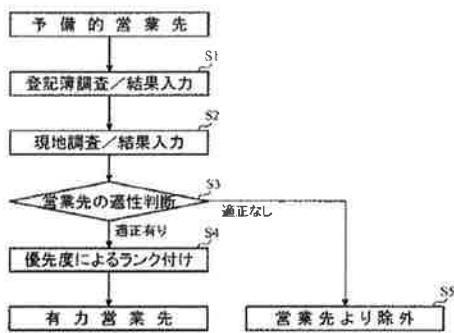 予備的営業先
S1
登記簿調査／結果入力
S2
現地調査／結果入力
S3
営業先の適性判断
適正なし
適正有り
S4
優先度によるランク付け
S5
有力営業先
営業先より除外